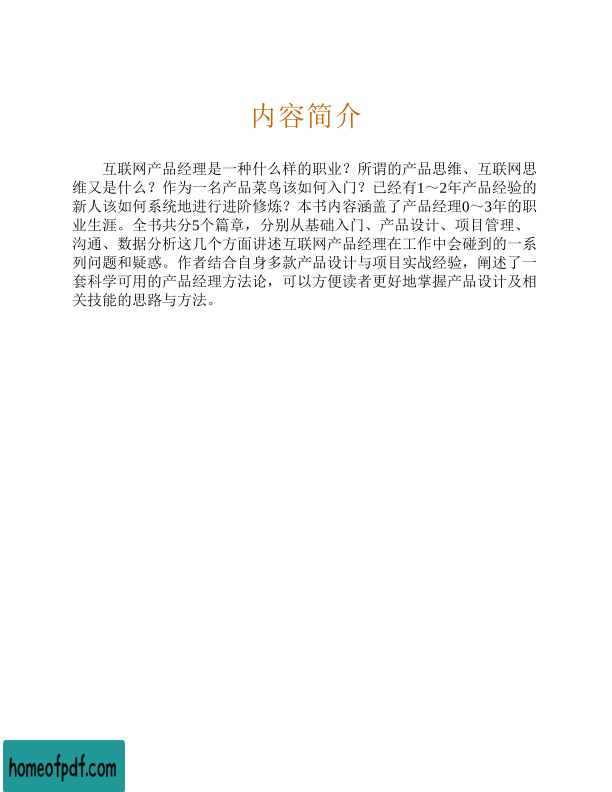 内容简介
互联网产品经理是一种什么样的职业？所谓的产品思维、互联网思
维又是什么？作为一名产品菜鸟该如何入门？已经有1～2年产品经验的
新人该如何系统地进行进阶修炼？本书内容涵盖了产品经理0～3年的职
业生涯。全书共分5个篇章，分别从基础入门、产品设计、项目管理、
沟通、数据分析这几个方面讲述互联网产品经理在工作中会碰到的一系
列问题和疑惑。作者结合自身多款产品设计与项目实战经验，阐述了一
套科学可用的产品经理方法论，可以方便读者更好地掌握产品设计及相
关技能的思路与方法。
homeofpdf.com